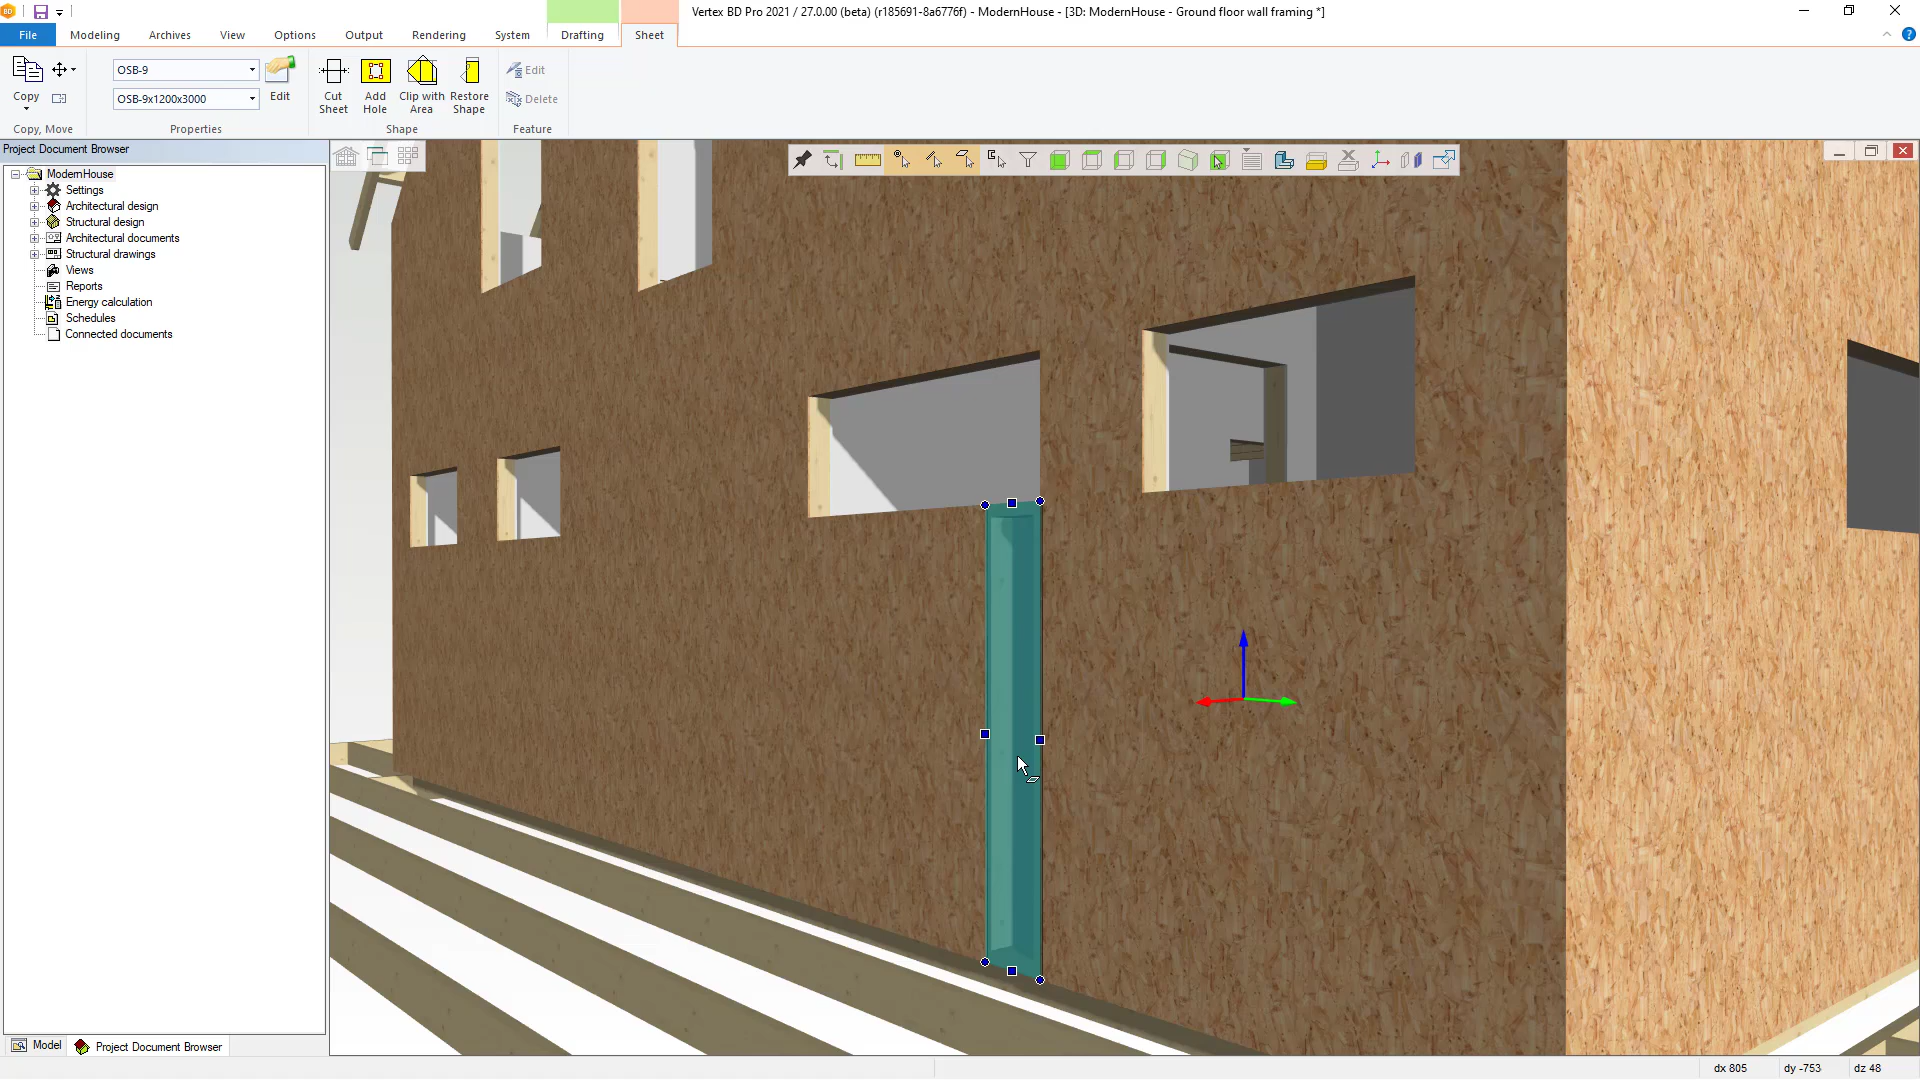 BD
Vertex BD Pro 2021 / 27.0.00 (beta) (r185691-8a6776f) - ModernHouse - [3D: ModernHouse - Ground floor wall framing *]
File Modeling Archives View Options Output Rendering System Drafting Sheet
OSB-9
OSB-9x1200x3000
Copy
Edit
Cut Sheet
Add Hole
Clip with Area
Restore Shape
Edit
Delete
Copy, Move Properties Shape Feature
Project Document Browser
ModernHouse
Settings
Architectural design
Structural design
Architectural documents
Structural drawings
Views
Reports
Energy calculation
Schedules
Connected documents
Model Project Document Browser
dx 805 dy -753 dz 48